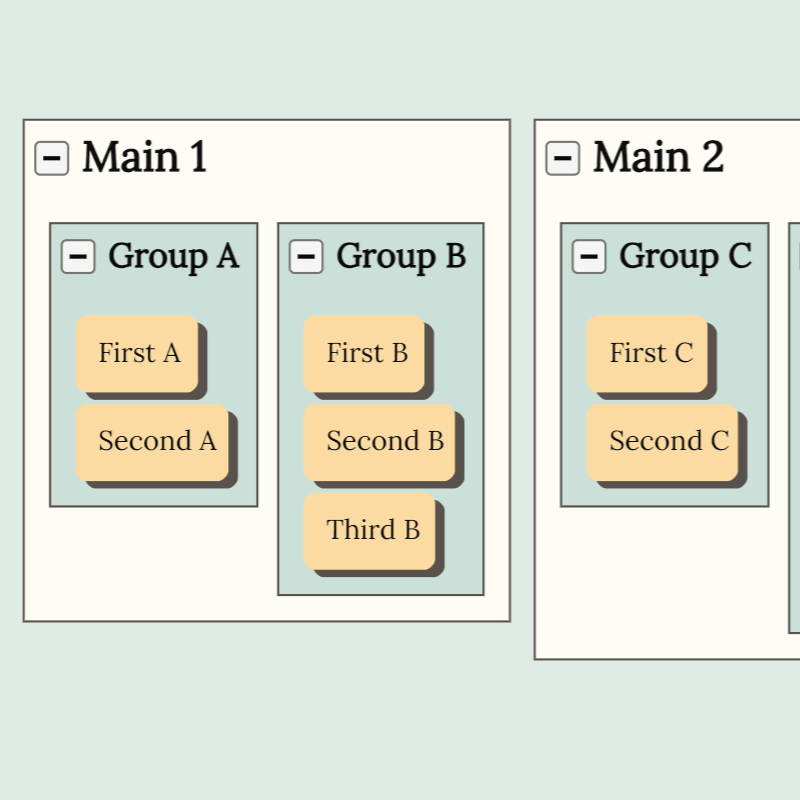 Main 1
Group A
First A
Second A
Group B
First B
Second B
Third B
Main 2
Group C
First C
Second C